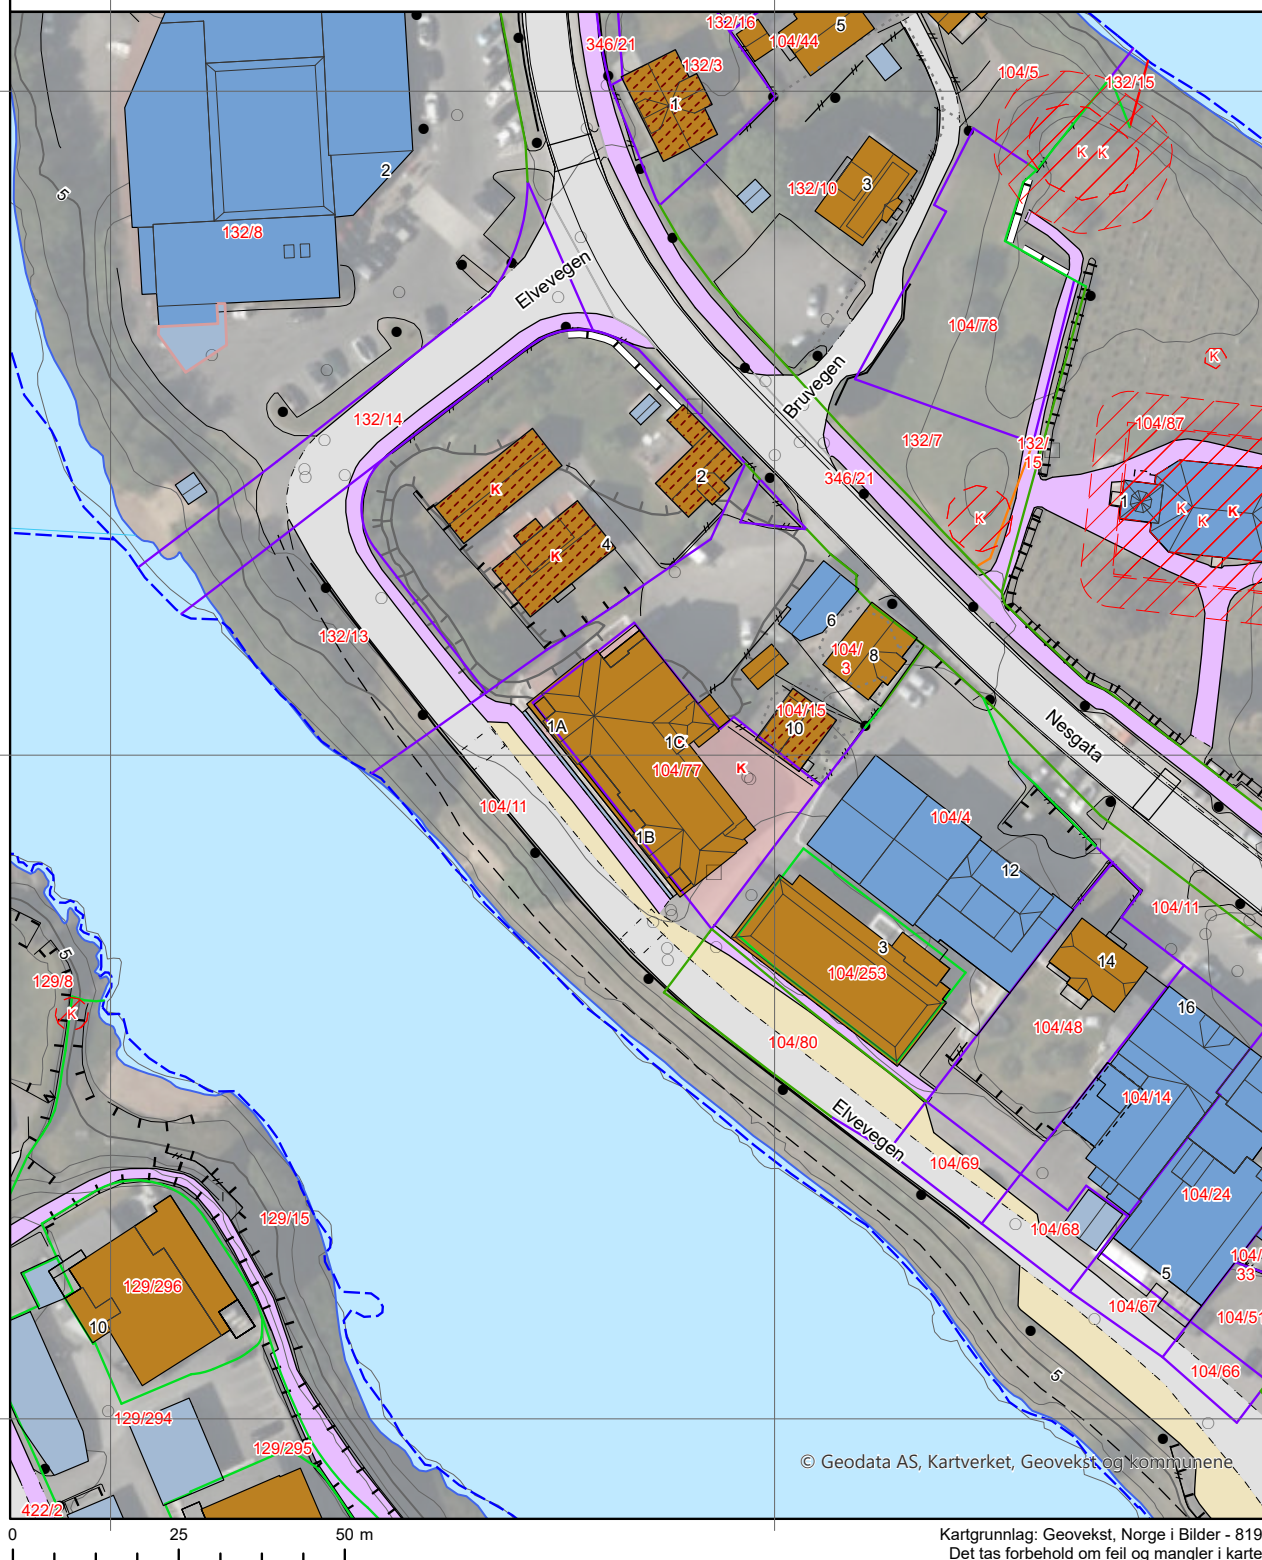 132/16
346/21
104/44
5
132/3
104/5
132/15
1
K K
2
5
132/10
3
132/8
Elvevegen
104/78
K
Bruvegen
132/14
132/7
104/87
132/
15
346/21
2
K
1
K
K
K
K
4
K
6
132/13
104/
3
8
104/15
10
1A
1C
104/77
K
Nesgata
104/11
104/4
1B
12
104/11
3
104/253
14
5
129/8
K
16
104/48
104/80
104/14
Elvevegen
104/69
104/24
129/15
104/68
104/
33
129/296
5
104/67
104/51
10
104/66
5
129/294
129/295
© Geodata AS, Kartverket, Geovekst og kommunene
422/2
0 25 50 m
Kartgrunnlag: Geovekst, Norge i Bilder - 819
Det tas forbehold om feil og mangler i karte